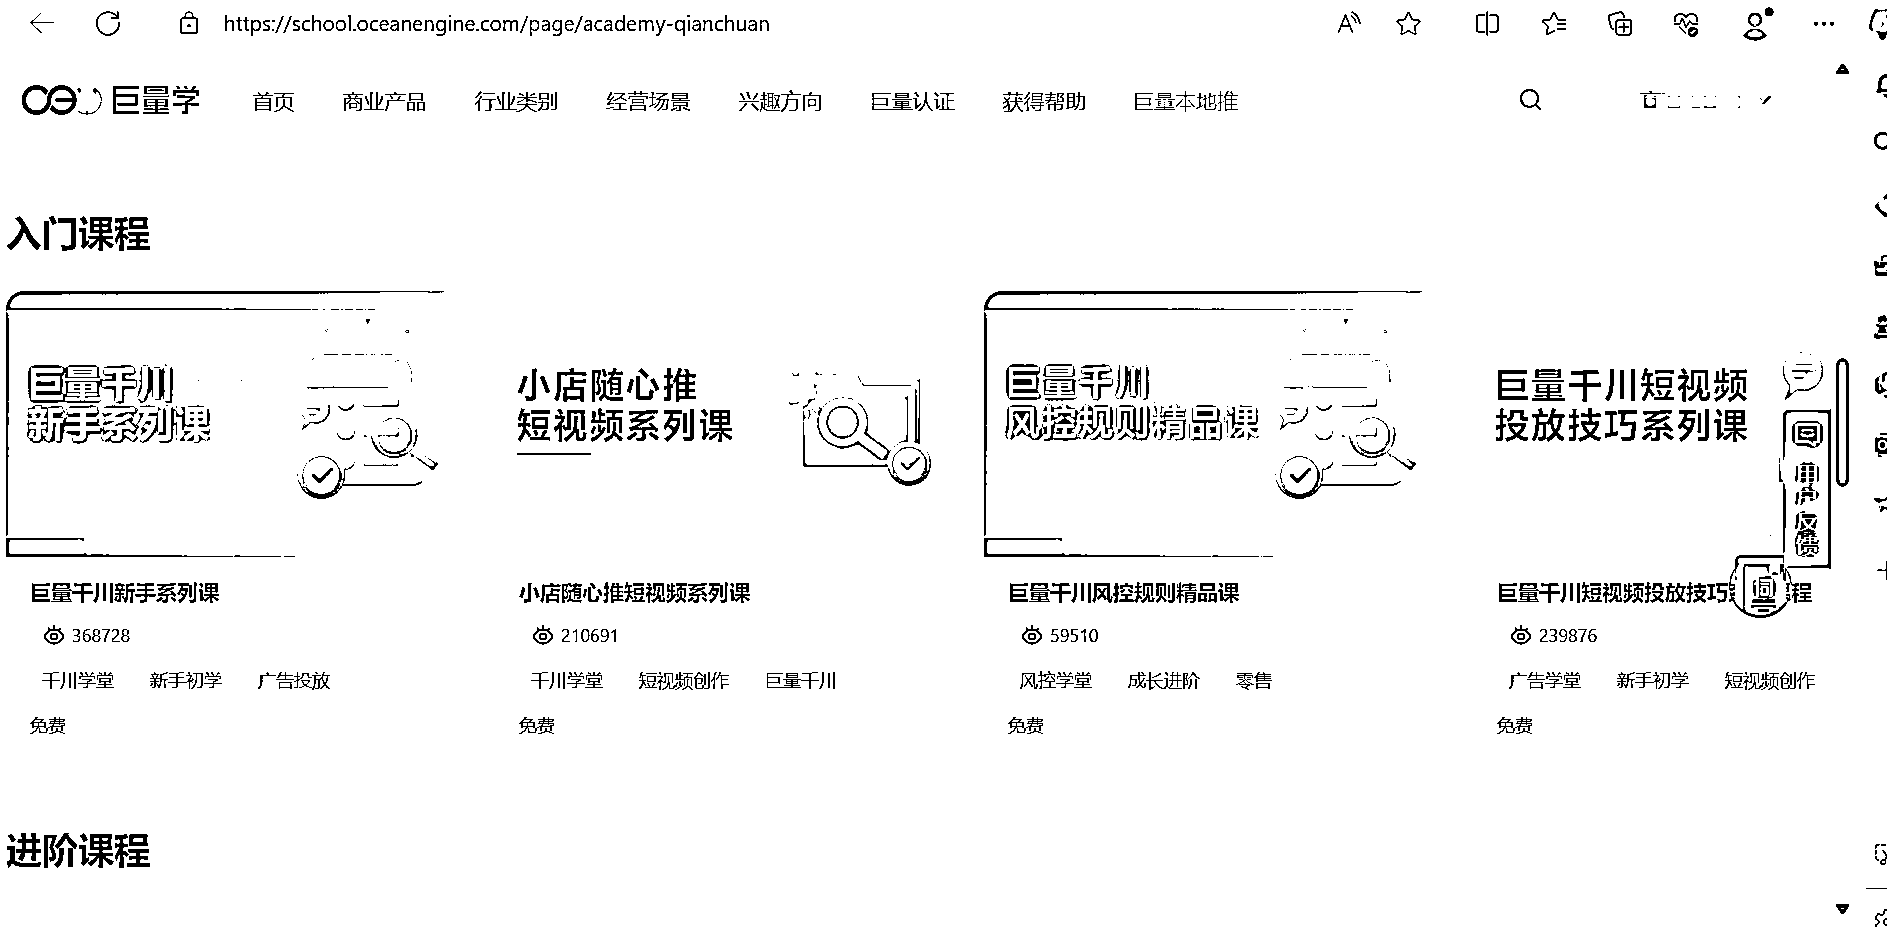 https://school.oceanengine.com/page/academy-qianchuan
巨量学 首页 商业产品 行业类别 经营场景 兴趣方向 巨量认证 获得帮助 巨量本地推
入门课程
巨量千川
新手系列课
小店随心推
短视频系列课
巨量千川
风控规则精品课
巨量千川短视频
投放技巧系列课
用户反馈
巨量千川新手系列课
368728
千川学堂 新手初学 广告投放
免费
小店随心推短视频系列课
210691
千川学堂 短视频创作 巨量千川
免费
巨量千川风控规则精品课
59510
风控学堂 成长进阶 零售
免费
巨量千川短视频投放技巧 程
239876
广告学堂 新手初学 短视频创作
免费
进阶课程